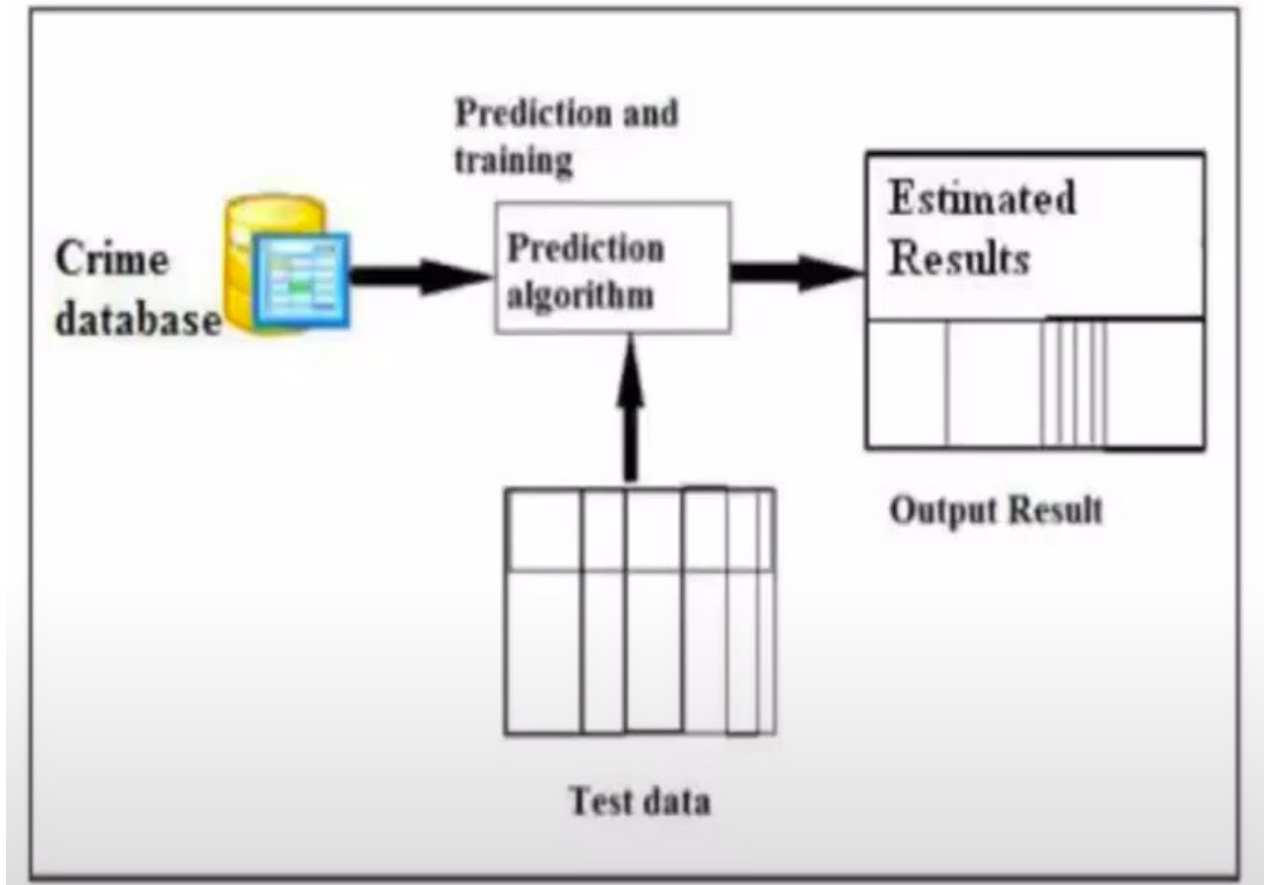 Prediction and
training
Crime
database
Prediction
algorithm
Estimated
Results
Output Result
Test data